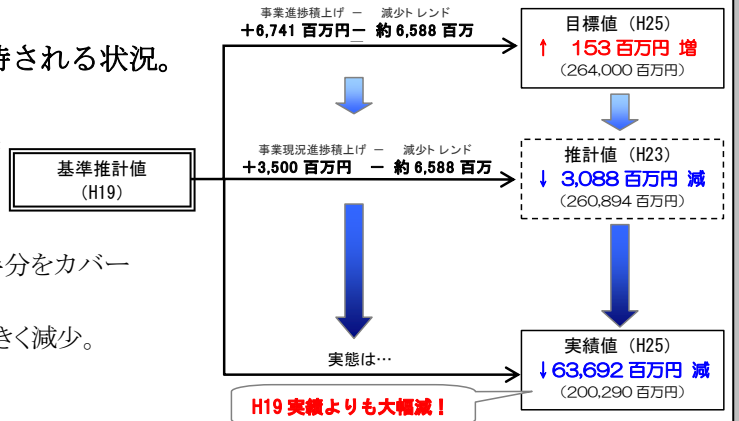 事業進捗積上げ － 減少トレンド
+6,741 百万円－ 約 6,588 百万
目標値（H25）
↑ 153 百万円 増
（264,000 百万円）
待される状況。
事業現況進捗積上げ － 減少トレンド
+3,500 百万円 － 約 6,588 百万
推計値（H23）
↓ 3,088 百万円 減
（260,894 百万円）
基準推計値
（H19）
分をカバー
きく減少。
実態は…
実績値（H25）
↓63,692 百万円 減
（200,290 百万円）
H19 実績よりも大幅減！